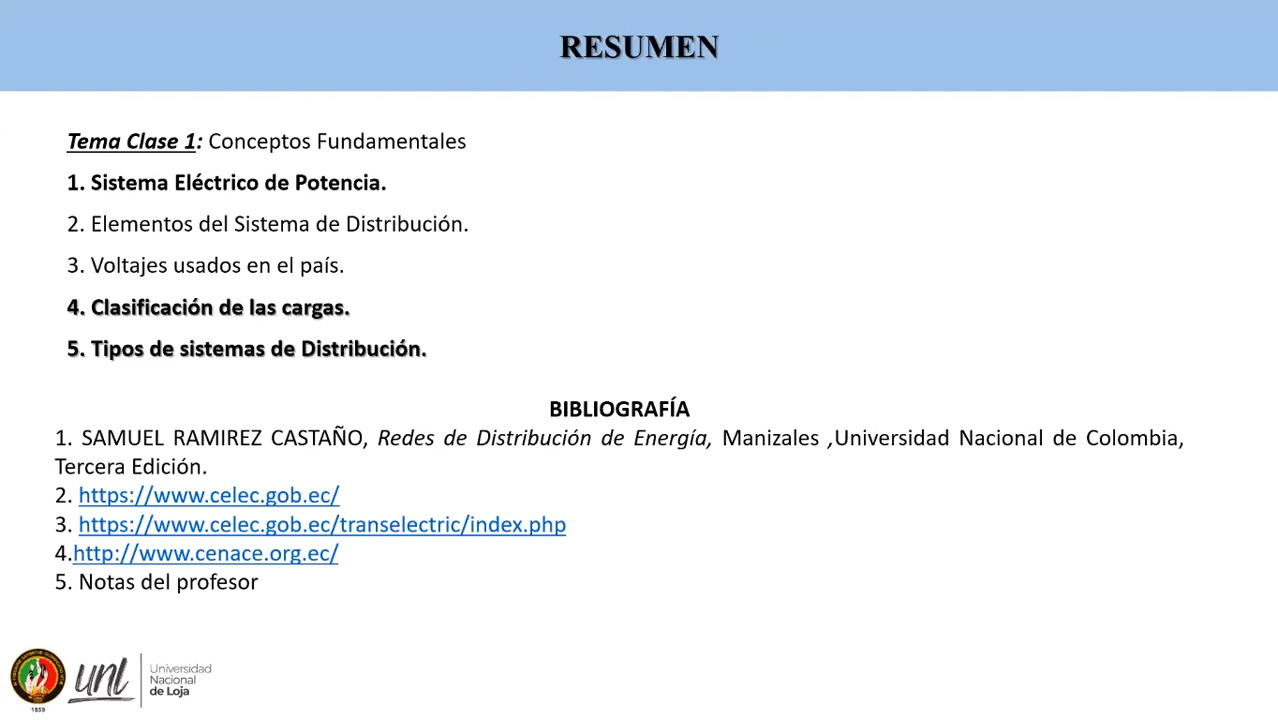 RESUMEN
Tema Clase 1: Conceptos Fundamentales
1. Sistema Eléctrico de Potencia.
2. Elementos del Sistema de Distribución.
3. Voltajes usados en el país.
4. Clasificación de las cargas.
5. Tipos de sistemas de Distribución.
BIBLIOGRAFÍA
1. SAMUEL RAMIREZ CASTAÑO, Redes de Distribución de Energía, Manizales ,Universidad Nacional de Colombia,
Tercera Edición.
2. https://www.celec.gob.ec/
3. https://www.celec.gob.ec/transelectric/index.php
4.http://www.cenace.org.ec/
5. Notas del profesor
unl
Universidad
Nacional
de Loja
1859